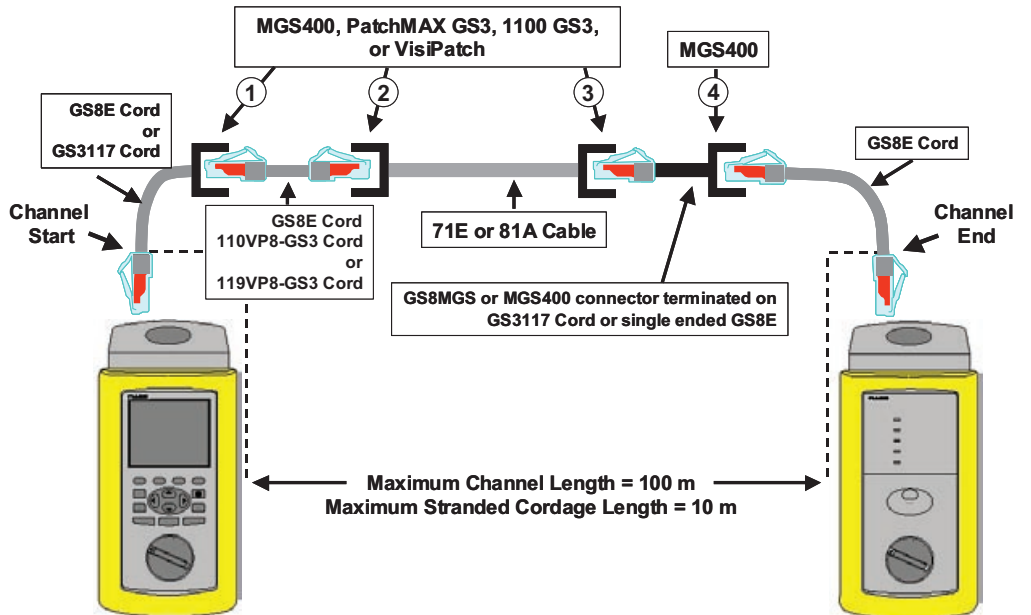 MGS400, PatchMAX GS3, 1100 GS3,
or VisiPatch
MGS400
1
2
3
4
GS8E Cord
or
GS3117 Cord
GS8E Cord
Channel
Start
GS8E Cord
110VP8-GS3 Cord
or
119VP8-GS3 Cord
71E or 81A Cable
Channel
End
GS8MGS or MGS400 connector terminated on
GS3117 Cord or single ended GS8E
FLUKE
FLUKE
Maximum Channel Length = 100 m
Maximum Stranded Cordage Length = 10 m